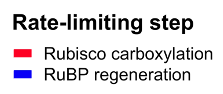 Rate-limiting step
Rubisco carboxylation
RuBP regeneration